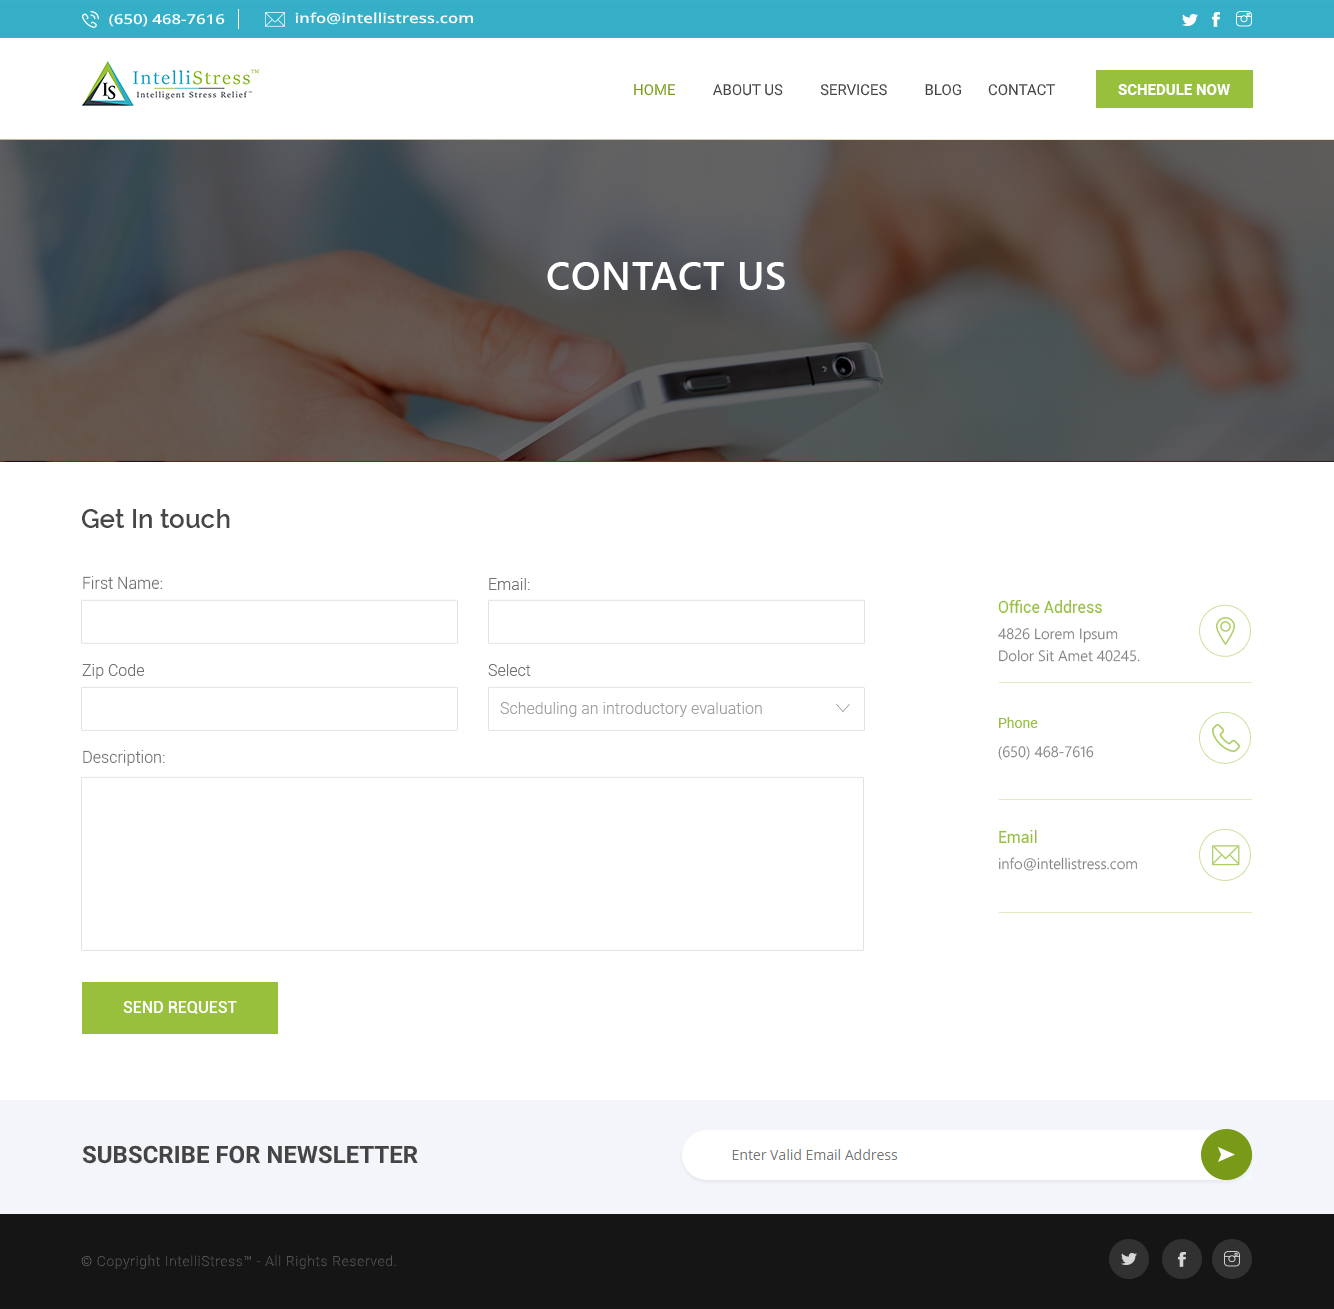 (650) 468-7616
info@intellistress.com
IS
IntelliStress™
Intelligent Stress Relief™
HOME
ABOUT US
SERVICES
BLOG
CONTACT
SCHEDULE NOW
CONTACT US
Get In touch
First Name:
Email:
Zip Code
Select
Scheduling an introductory evaluation
Description:
SEND REQUEST
Office Address
4826 Lorem Ipsum
Dolor Sit Amet 40245.
Phone
(650) 468-7616
Email
info@intellistress.com
SUBSCRIBE FOR NEWSLETTER
Enter Valid Email Address
© Copyright IntelliStress™ - All Rights Reserved.